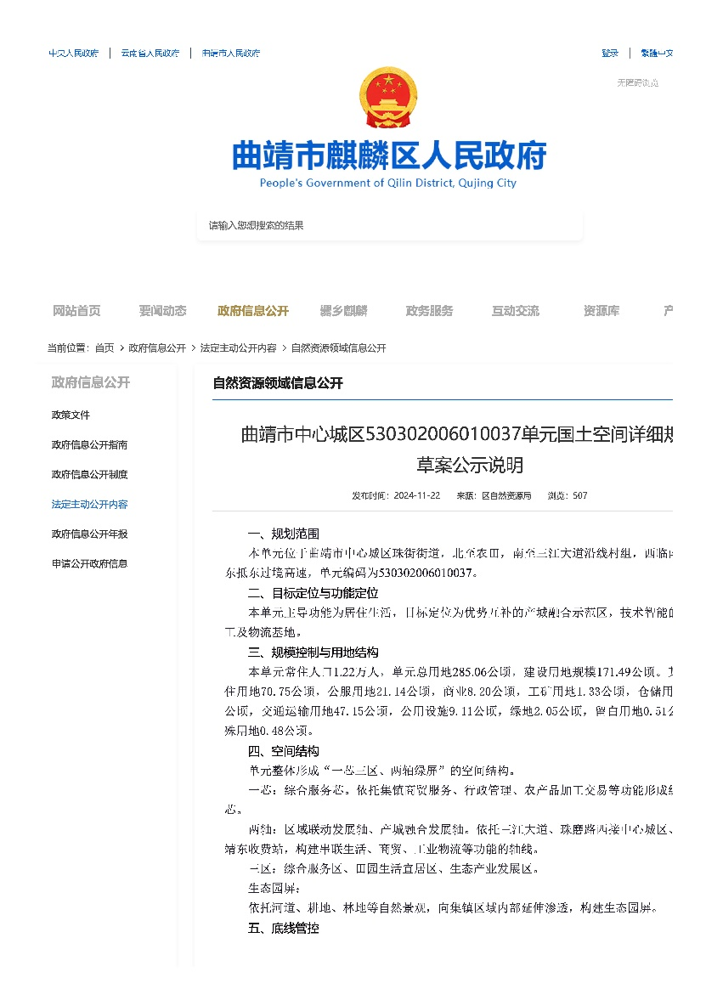 中央人民政府 | 云南省人民政府 | 曲靖市人民政府
登录 | 繁體中文
无障碍浏览
曲靖市麒麟区人民政府
People's Government of Qilin District, Qujing City
请输入您想搜索的结果
网站首页 要闻动态 政府信息公开 爨乡麒麟 政务服务 互动交流 资源库 产
当前位置：首页 > 政府信息公开 > 法定主动公开内容 > 自然资源领域信息公开
政府信息公开
政策文件
政府信息公开指南
政府信息公开制度
法定主动公开内容
政府信息公开年报
申请公开政府信息
自然资源领域信息公开
曲靖市中心城区530302006010037单元国土空间详细规
草案公示说明
发布时间：2024-11-22 来源：区自然资源局 浏览：507
一、规划范围
本单元位于曲靖市中心城区珠街街道，北至农田，南至三江大道沿线村组，西临
东抵东过境高速，单元编码为530302006010037。
二、目标定位与功能定位
本单元主导功能为居住生活，目标定位为优势互补的产城融合示范区，技术智能的
工及物流基地。
三、规模控制与用地结构
本单元常住人口1.22万人，单元总用地285.06公顷，建设用地规模171.49公顷。
住用地70.75公顷，公服用地21.14公顷，商业8.20公顷，工矿用地1.33公顷，仓储用
公顷，交通运输用地47.15公顷，公用设施9.11公顷，绿地2.05公顷，留白用地0.51公
殊用地0.48公顷。
四、空间结构
单元整体形成“一芯三区、两轴绿屏”的空间结构。
一芯：综合服务芯。依托集镇商贸服务、行政管理、农产品加工交易等功能形成
芯。
两轴：区域联动发展轴、产城融合发展轴。依托三江大道、珠磨路西接中心城区、
靖东收费站，构建串联生活、商贸、工业物流等功能的轴线。
三区：综合服务区、田园生活宜居区、生态产业发展区。
生态园屏：
依托河道、耕地、林地等自然景观，向集镇区域内部延伸渗透，构建生态园屏。
五、底线管控